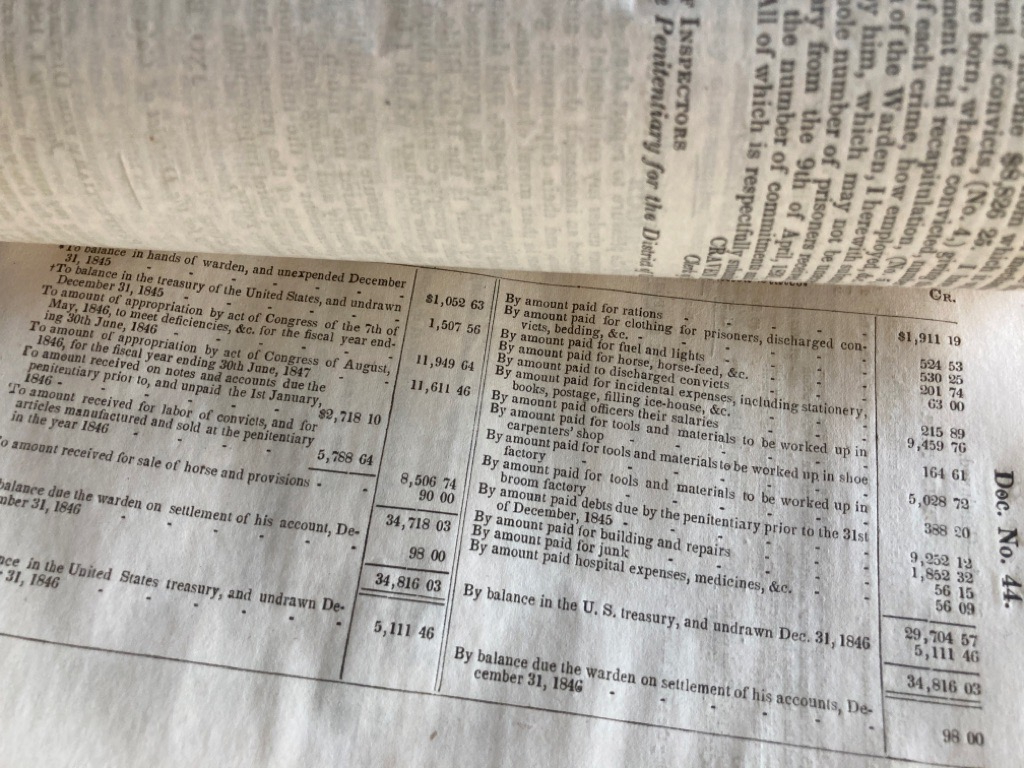 income $8,826 28. I
nal of convicts, (No. 4,)
re born, where convicted,
f each crime, how employed,
ment and recapitulation,
of the Warden, I herewith
y him, which may not be
ole number of prisoners
ry from the 9th of April,
the number of commitments
All of which is respectfully
CRA
Cler
INSPECTORS
Penitentiary for the District of
To balance in hands of warden, and unexpended December
31, 1845 - - - - $1,052 63
†To balance in the treasury of the United States, and undrawn
December 31, 1845 - - - - 1,507 56
To amount of appropriation by act of Congress of the 7th of
May, 1846, to meet deficiencies, &c. for the fiscal year end-
ing 30th June, 1846 - - - - 11,949 64
To amount of appropriation by act of Congress of August,
1846, for the fiscal year ending 30th June, 1847 - 11,611 46
To amount received on notes and accounts due the
penitentiary prior to, and unpaid the 1st January,
1846 - - - - $2,718 10
To amount received for labor of convicts, and for
articles manufactured and sold at the penitentiary
in the year 1846 - - - 5,788 64
8,506 74
o amount received for sale of horse and provisions - - 90 00
34,718 03
balance due the warden on settlement of his account, De-
mber 31, 1846 - - - - 98 00
34,816 03
nce in the United States treasury, and undrawn De-
31, 1846 - - - - 5,111 46
CR.
By amount paid for rations - - - $1,911 19
By amount paid for clothing for prisoners, discharged con-
victs, bedding, &c. - - - 524 53
By amount paid for fuel and lights - - - 530 25
By amount paid for horse, horse-feed, &c. - - - 201 74
By amount paid to discharged convicts - - - 63 00
By amount paid for incidental expenses, including stationery,
books, postage, filling ice-house, &c. - - - 215 89
By amount paid officers their salaries - - - 9,459 76
By amount paid for tools and materials to be worked up in
carpenters' shop - - - 164 61
By amount paid for tools and materials to be worked up in shoe
factory - - - 5,028 72
By amount paid for tools and materials to be worked up in
broom factory - - - 388 20
By amount paid debts due by the penitentiary prior to the 31st
of December, 1845 - - - 9,252 12
By amount paid for building and repairs - - - 1,852 32
By amount paid for junk - - - 56 15
By amount paid hospital expenses, medicines, &c. - - 56 09
29,704 57
By balance in the U. S. treasury, and undrawn Dec. 31, 1846 5,111 46
34,816 03
By balance due the warden on settlement of his accounts, De-
cember 31, 1846 - - - - 98 00
Doc. No. 44.